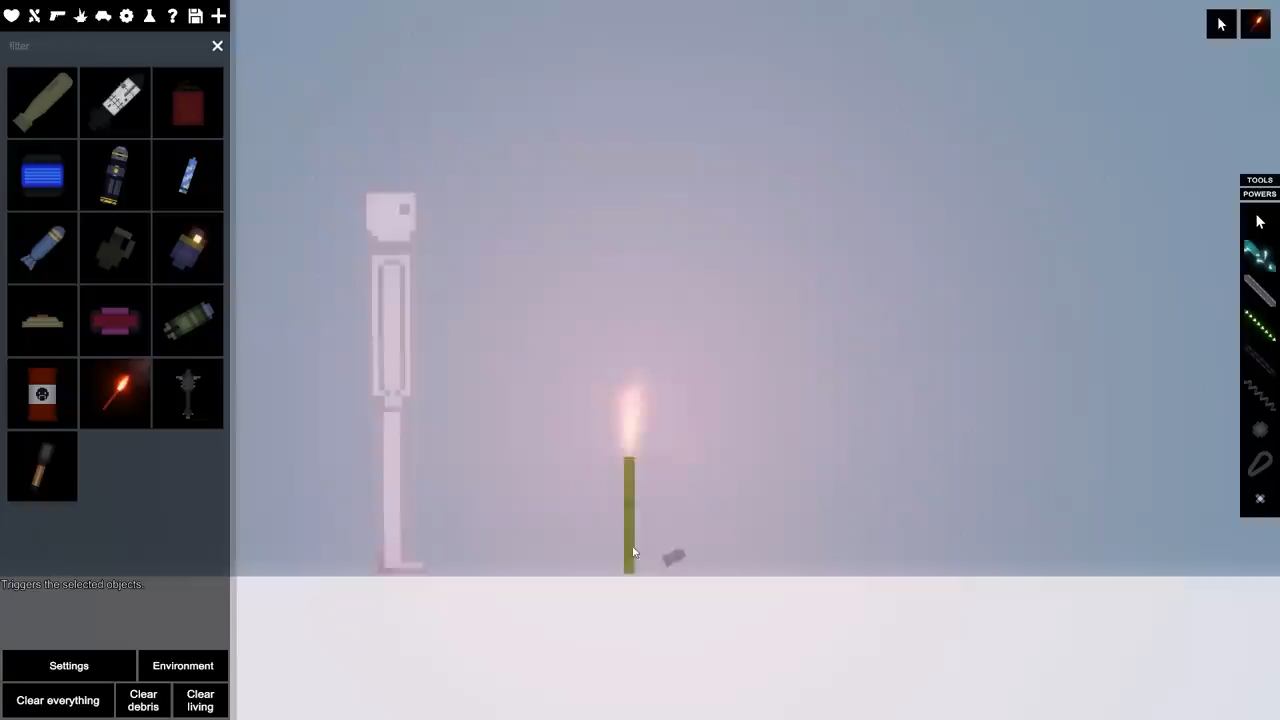 filter
TOOLS
POWERS
Triggers the selected objects.
Settings
Environment
Clear everything
Clear
debris
Clear
living